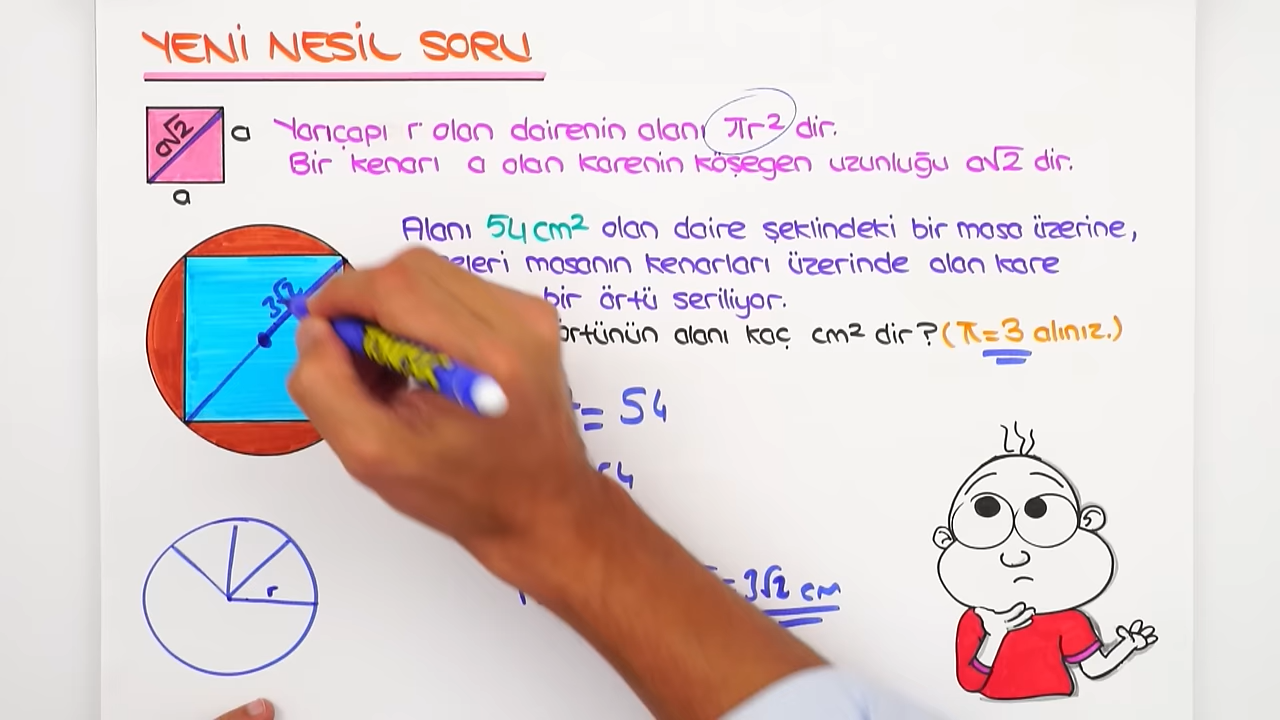 YENİ NESİL SORU
a√2
a
a
Yarıçapı r olan dairenin alanı πr² dir.
Bir kenarı a olan karenin köşegen uzunluğu a√2 dir.
Alanı 54 cm² olan daire şeklindeki bir masa üzerine,
masanın kenarları üzerinde olan kare
bir örtü seriliyor.
örtünün alanı kaç cm² dir? (π=3 alınız.)
3√2
= 54
r
= 3√2 cm